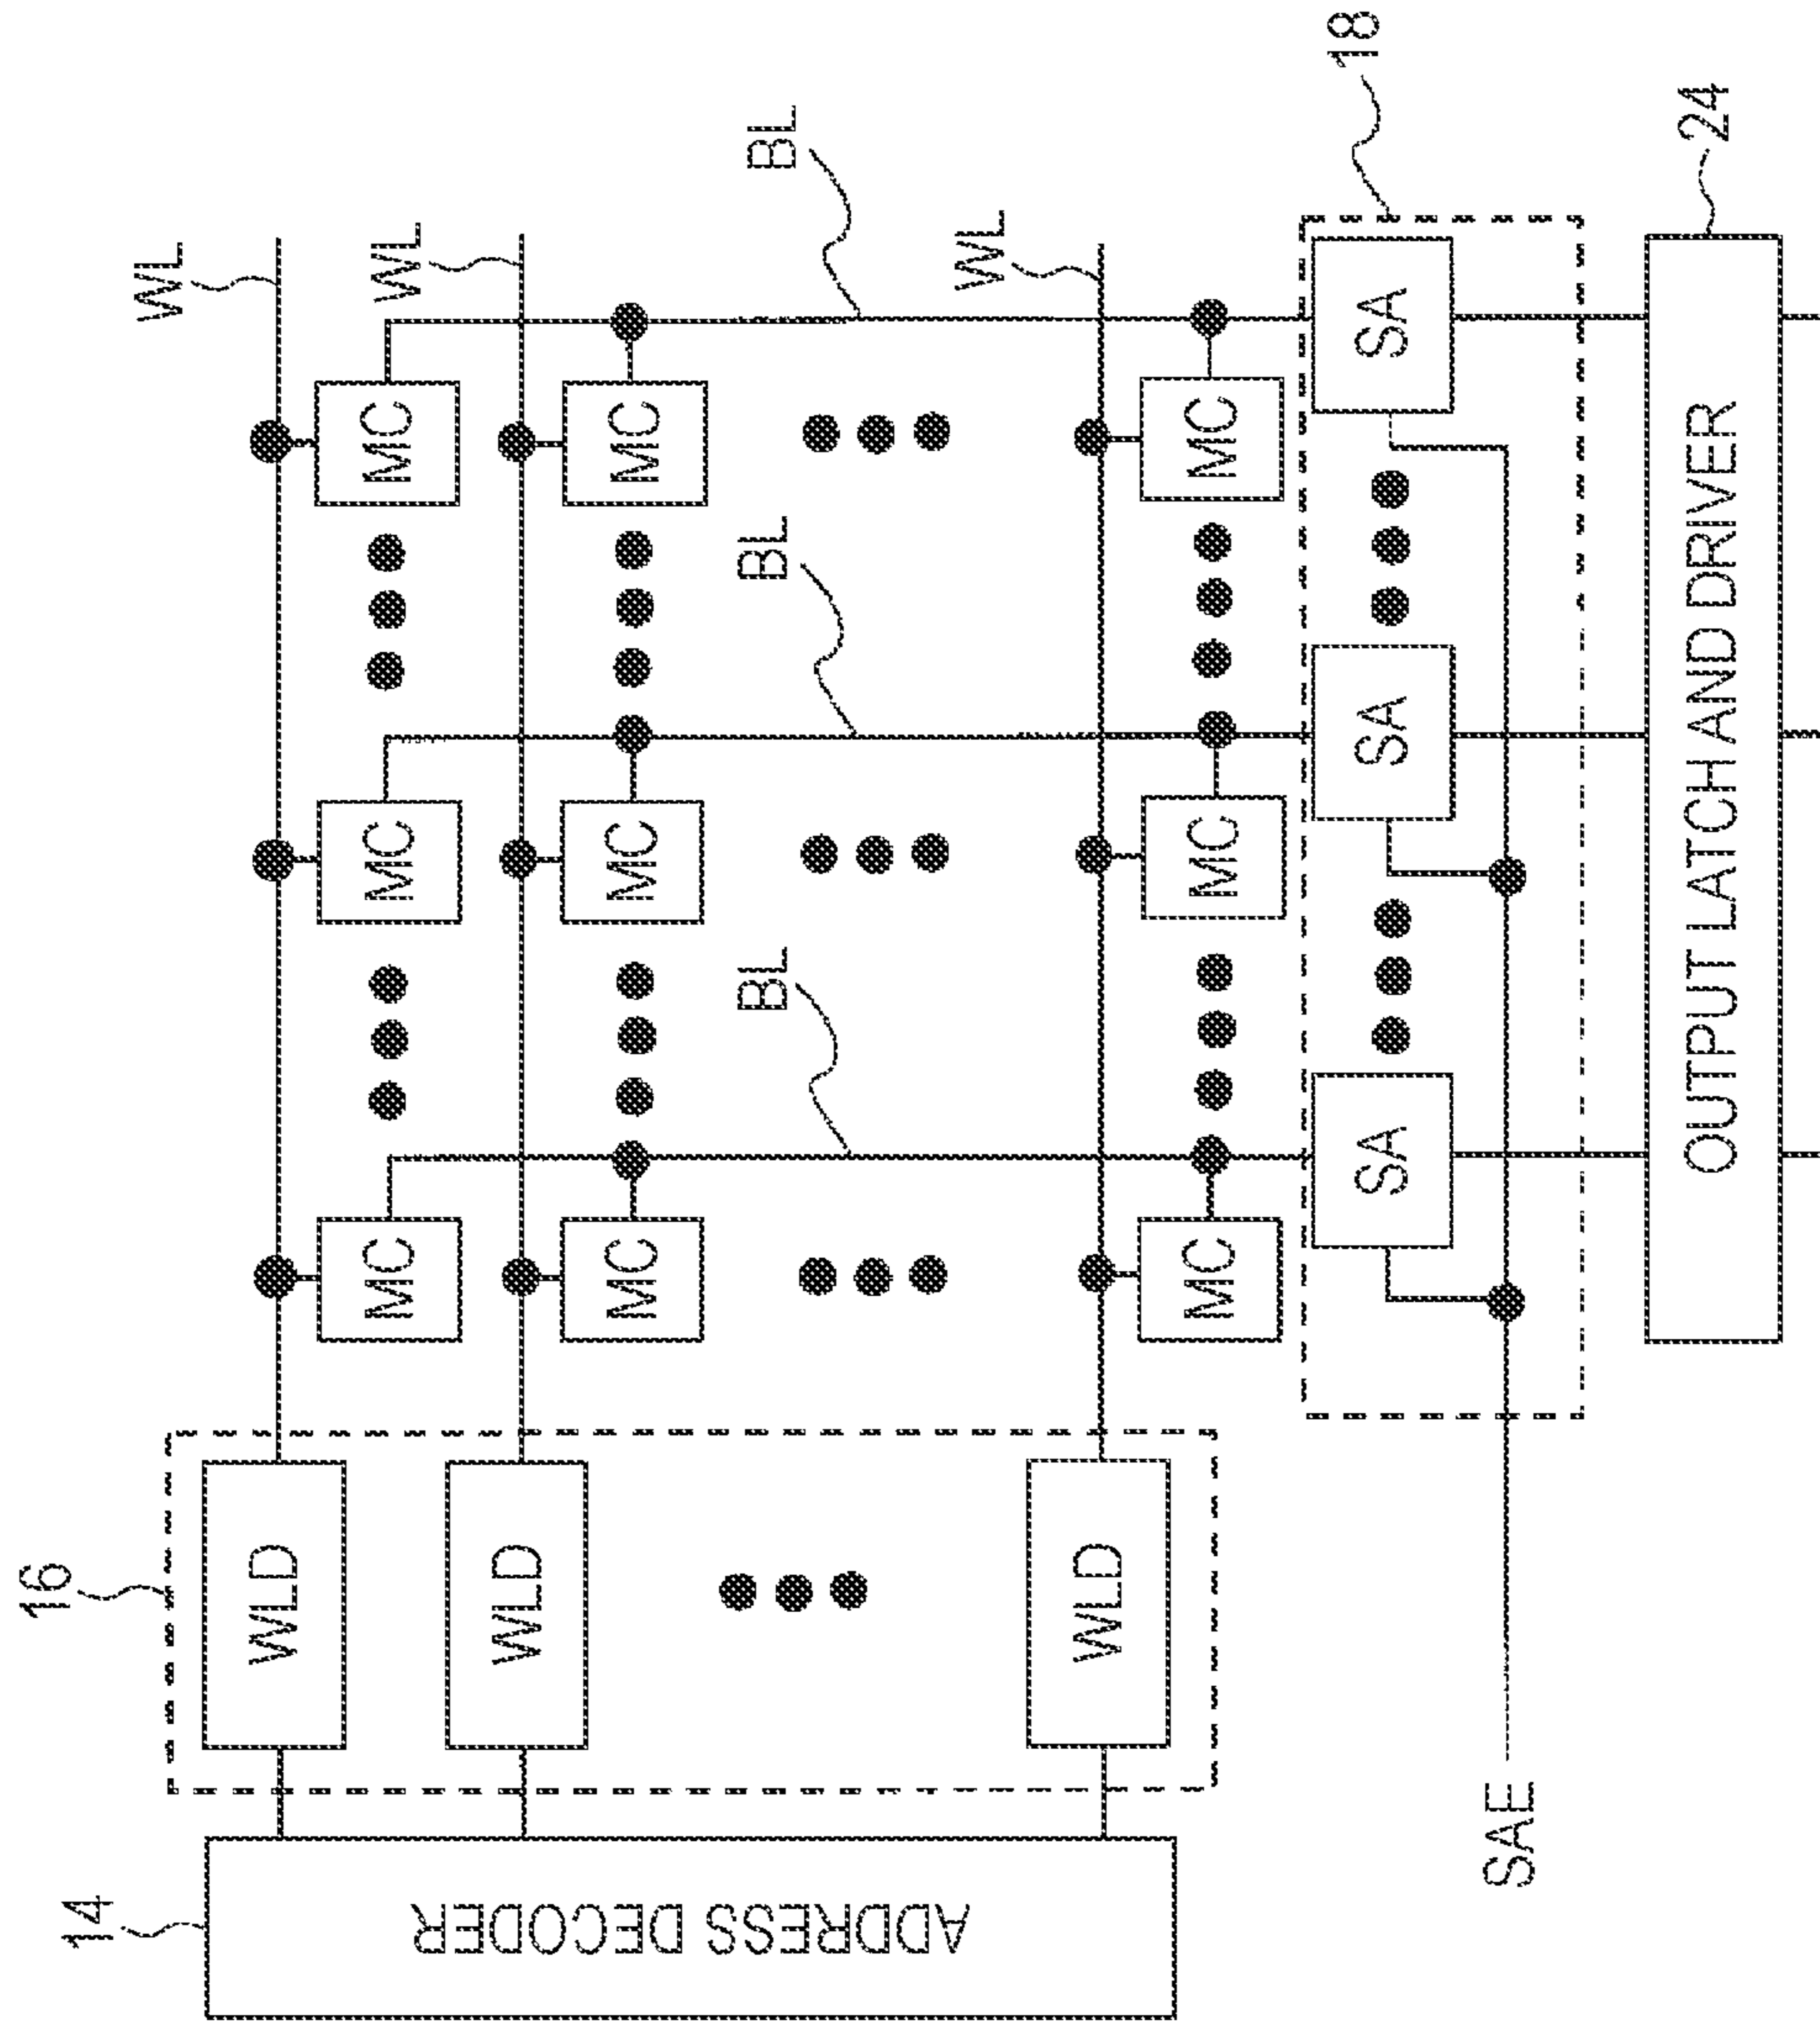 16
14
WL
WLD
MC
MC
MC
WL
WLD
MC
MC
MC
ADDRESS DECODER
BL
BL
BL
WL
WLD
MC
MC
MC
18
SA
SA
SA
SAE
24
OUTPUT LATCH AND DRIVER